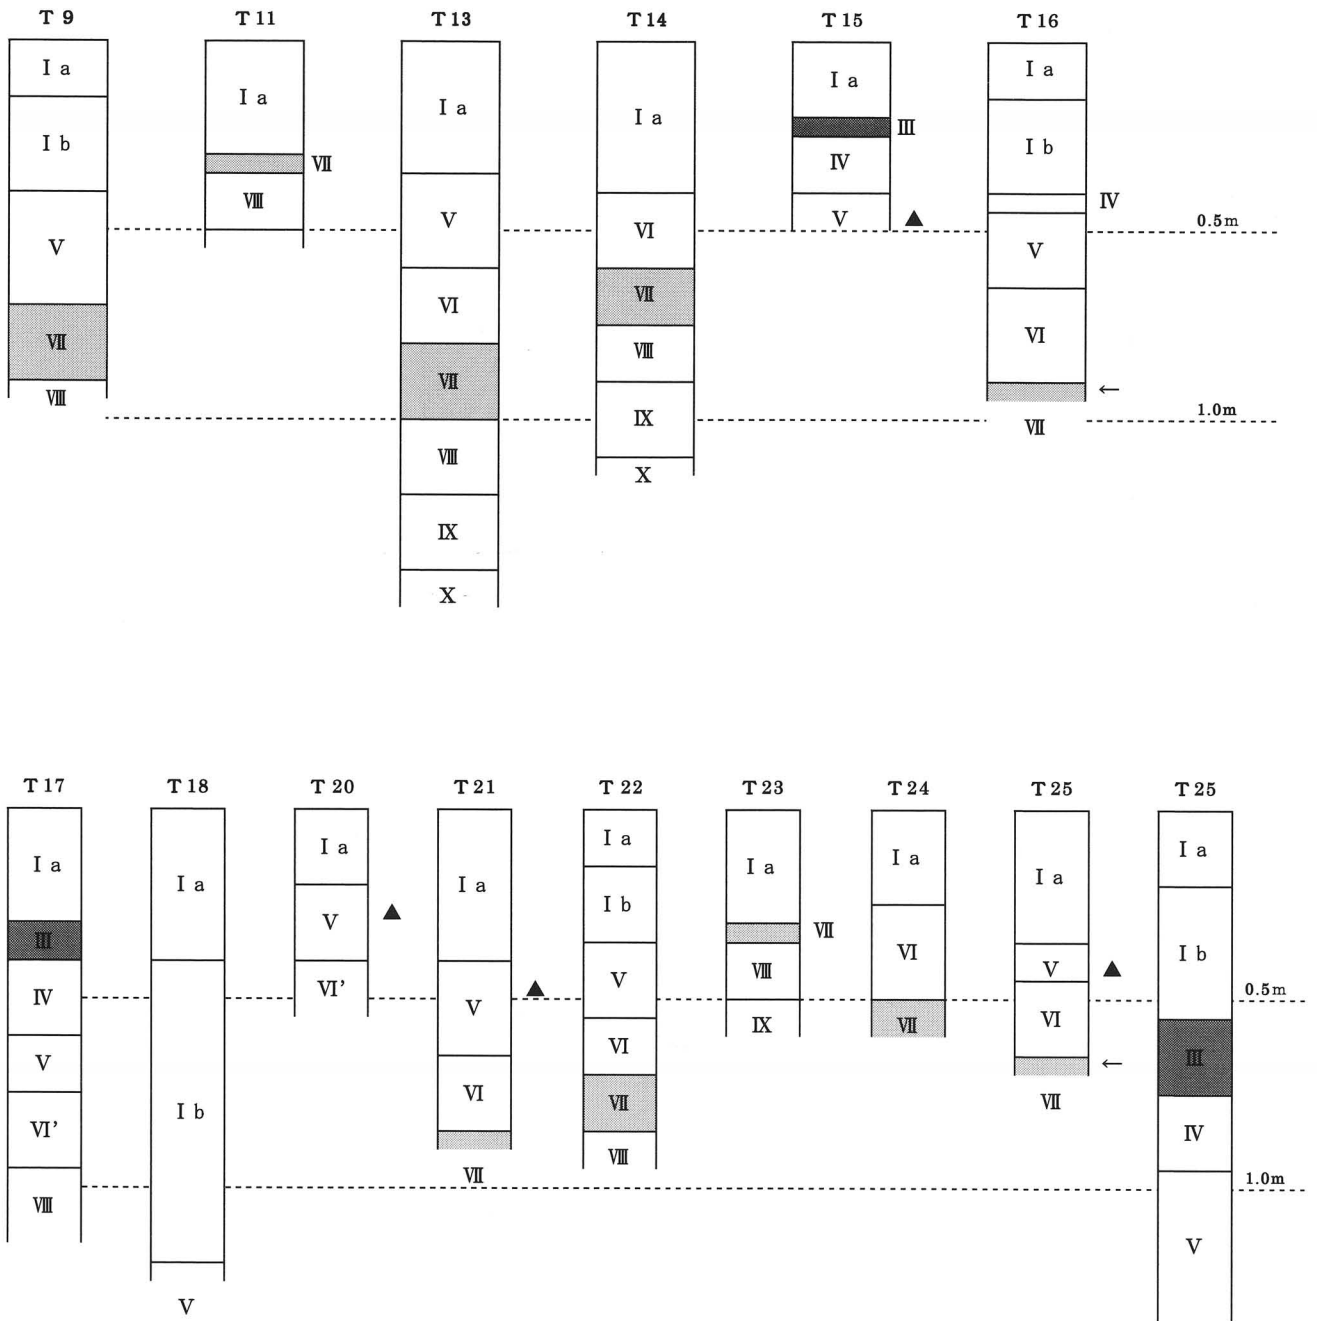 T 9
T 11
T 13
T 14
T 15
T 16
I a
I b
V
Ⅶ
Ⅷ
I a
Ⅶ
Ⅷ
I a
V
Ⅵ
Ⅶ
Ⅷ
Ⅸ
X
I a
Ⅵ
Ⅶ
Ⅷ
Ⅸ
X
I a
Ⅲ
Ⅳ
V
▲
I a
I b
Ⅳ
V
Ⅵ
←
Ⅶ
0.5m
1.0m
T 17
T 18
T 20
T 21
T 22
T 23
T 24
T 25
T 25
I a
Ⅲ
Ⅳ
V
Ⅵ'
Ⅷ
I a
I b
V
I a
V
▲
Ⅵ'
I a
V
▲
Ⅵ
Ⅶ
I a
I b
V
Ⅵ
Ⅶ
Ⅷ
I a
Ⅶ
Ⅷ
Ⅸ
I a
Ⅵ
Ⅶ
I a
V
▲
Ⅵ
←
Ⅶ
I a
I b
Ⅲ
Ⅳ
V
0.5m
1.0m